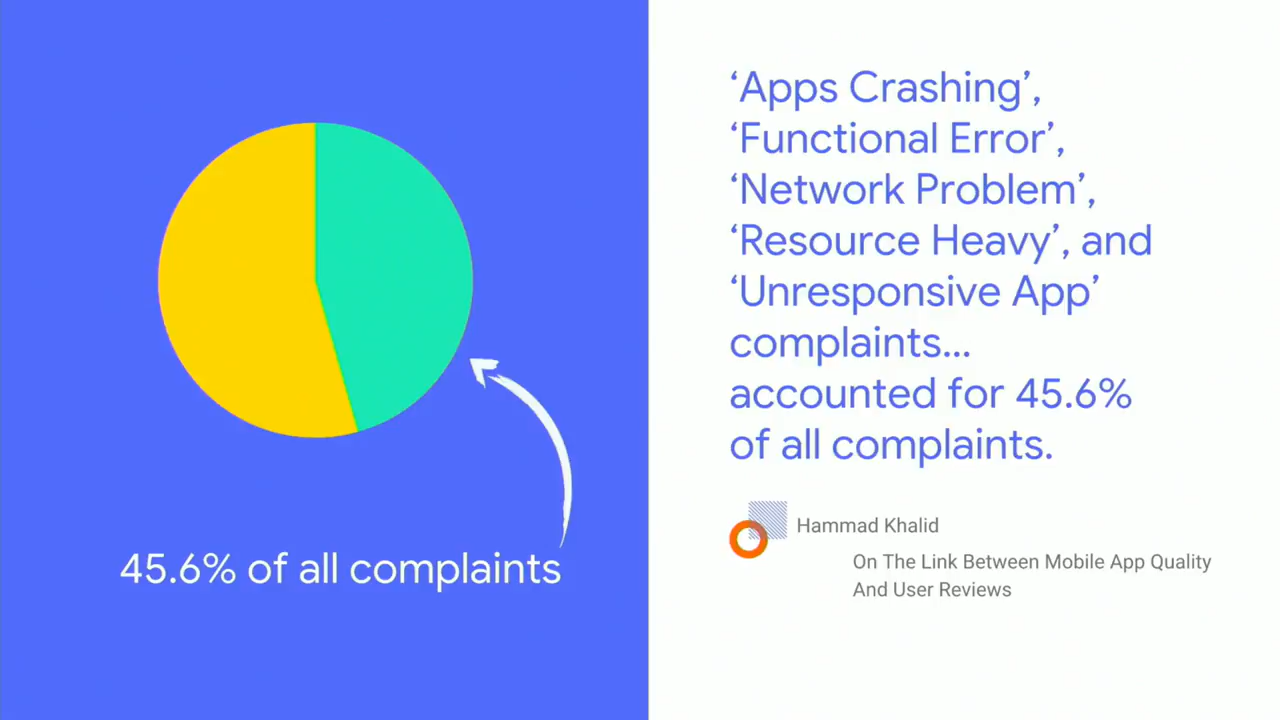 45.6% of all complaints
‘Apps Crashing’,
‘Functional Error’,
‘Network Problem’,
‘Resource Heavy’, and
‘Unresponsive App’
complaints...
accounted for 45.6%
of all complaints.
Hammad Khalid
On The Link Between Mobile App Quality
And User Reviews